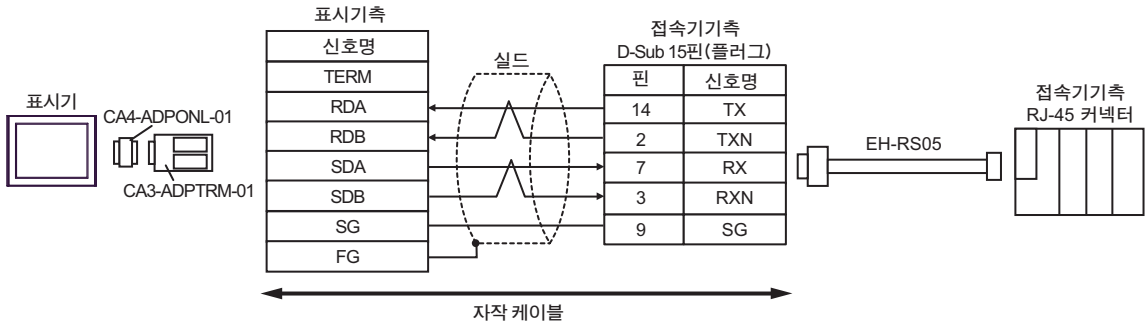 표시기
CA4-ADPONL-01
CA3-ADPTRM-01
표시기측
신호명
TERM
RDA
RDB
SDA
SDB
SG
FG
실드
접속기기측
D-Sub 15핀(플러그)
핀 신호명
14 TX
2 TXN
7 RX
3 RXN
9 SG
EH-RS05
접속기기측
RJ-45 커넥터
자작 케이블